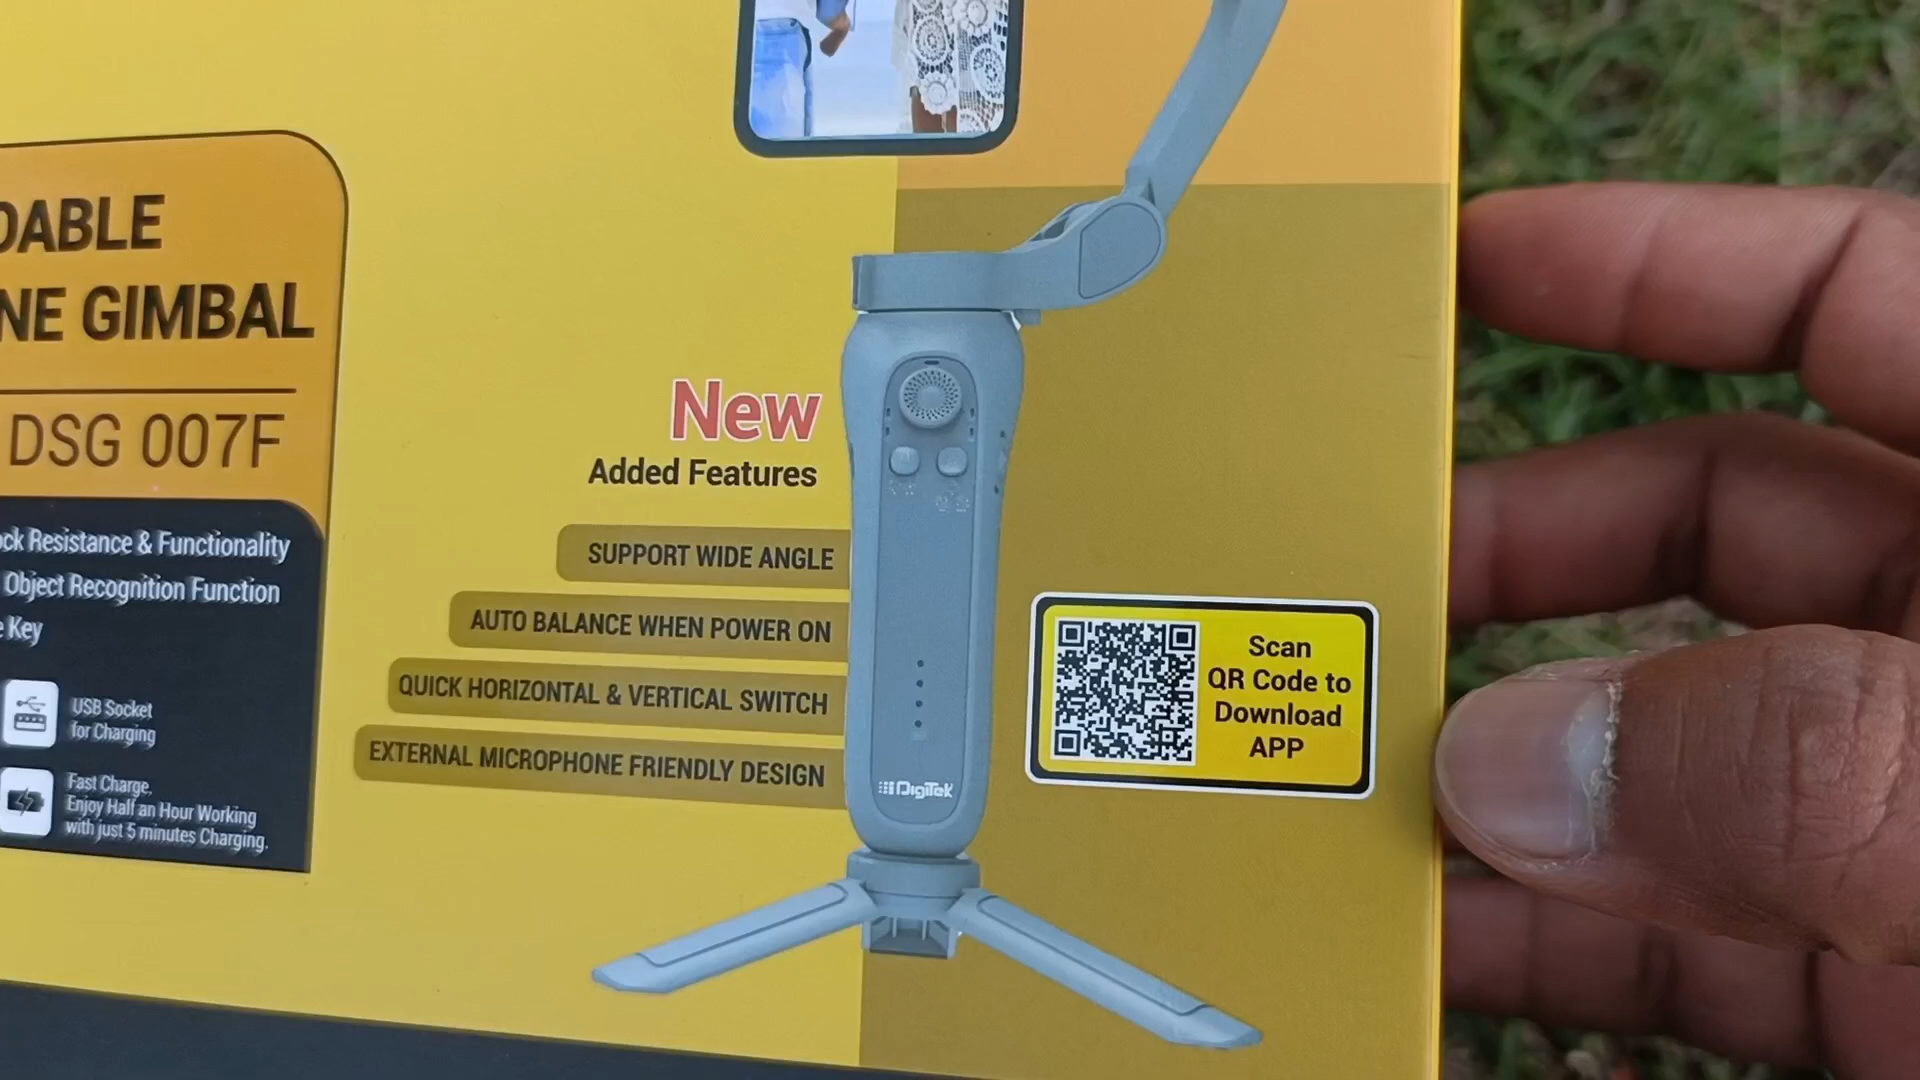 DABLE
NE GIMBAL
DSG 007F
ck Resistance & Functionality
Object Recognition Function
e Key
USB Socket
for Charging
Fast Charge,
Enjoy Half an Hour Working
with just 5 minutes Charging.
New
Added Features
SUPPORT WIDE ANGLE
AUTO BALANCE WHEN POWER ON
QUICK HORIZONTAL & VERTICAL SWITCH
EXTERNAL MICROPHONE FRIENDLY DESIGN
DigiTek
Scan
QR Code to
Download
APP